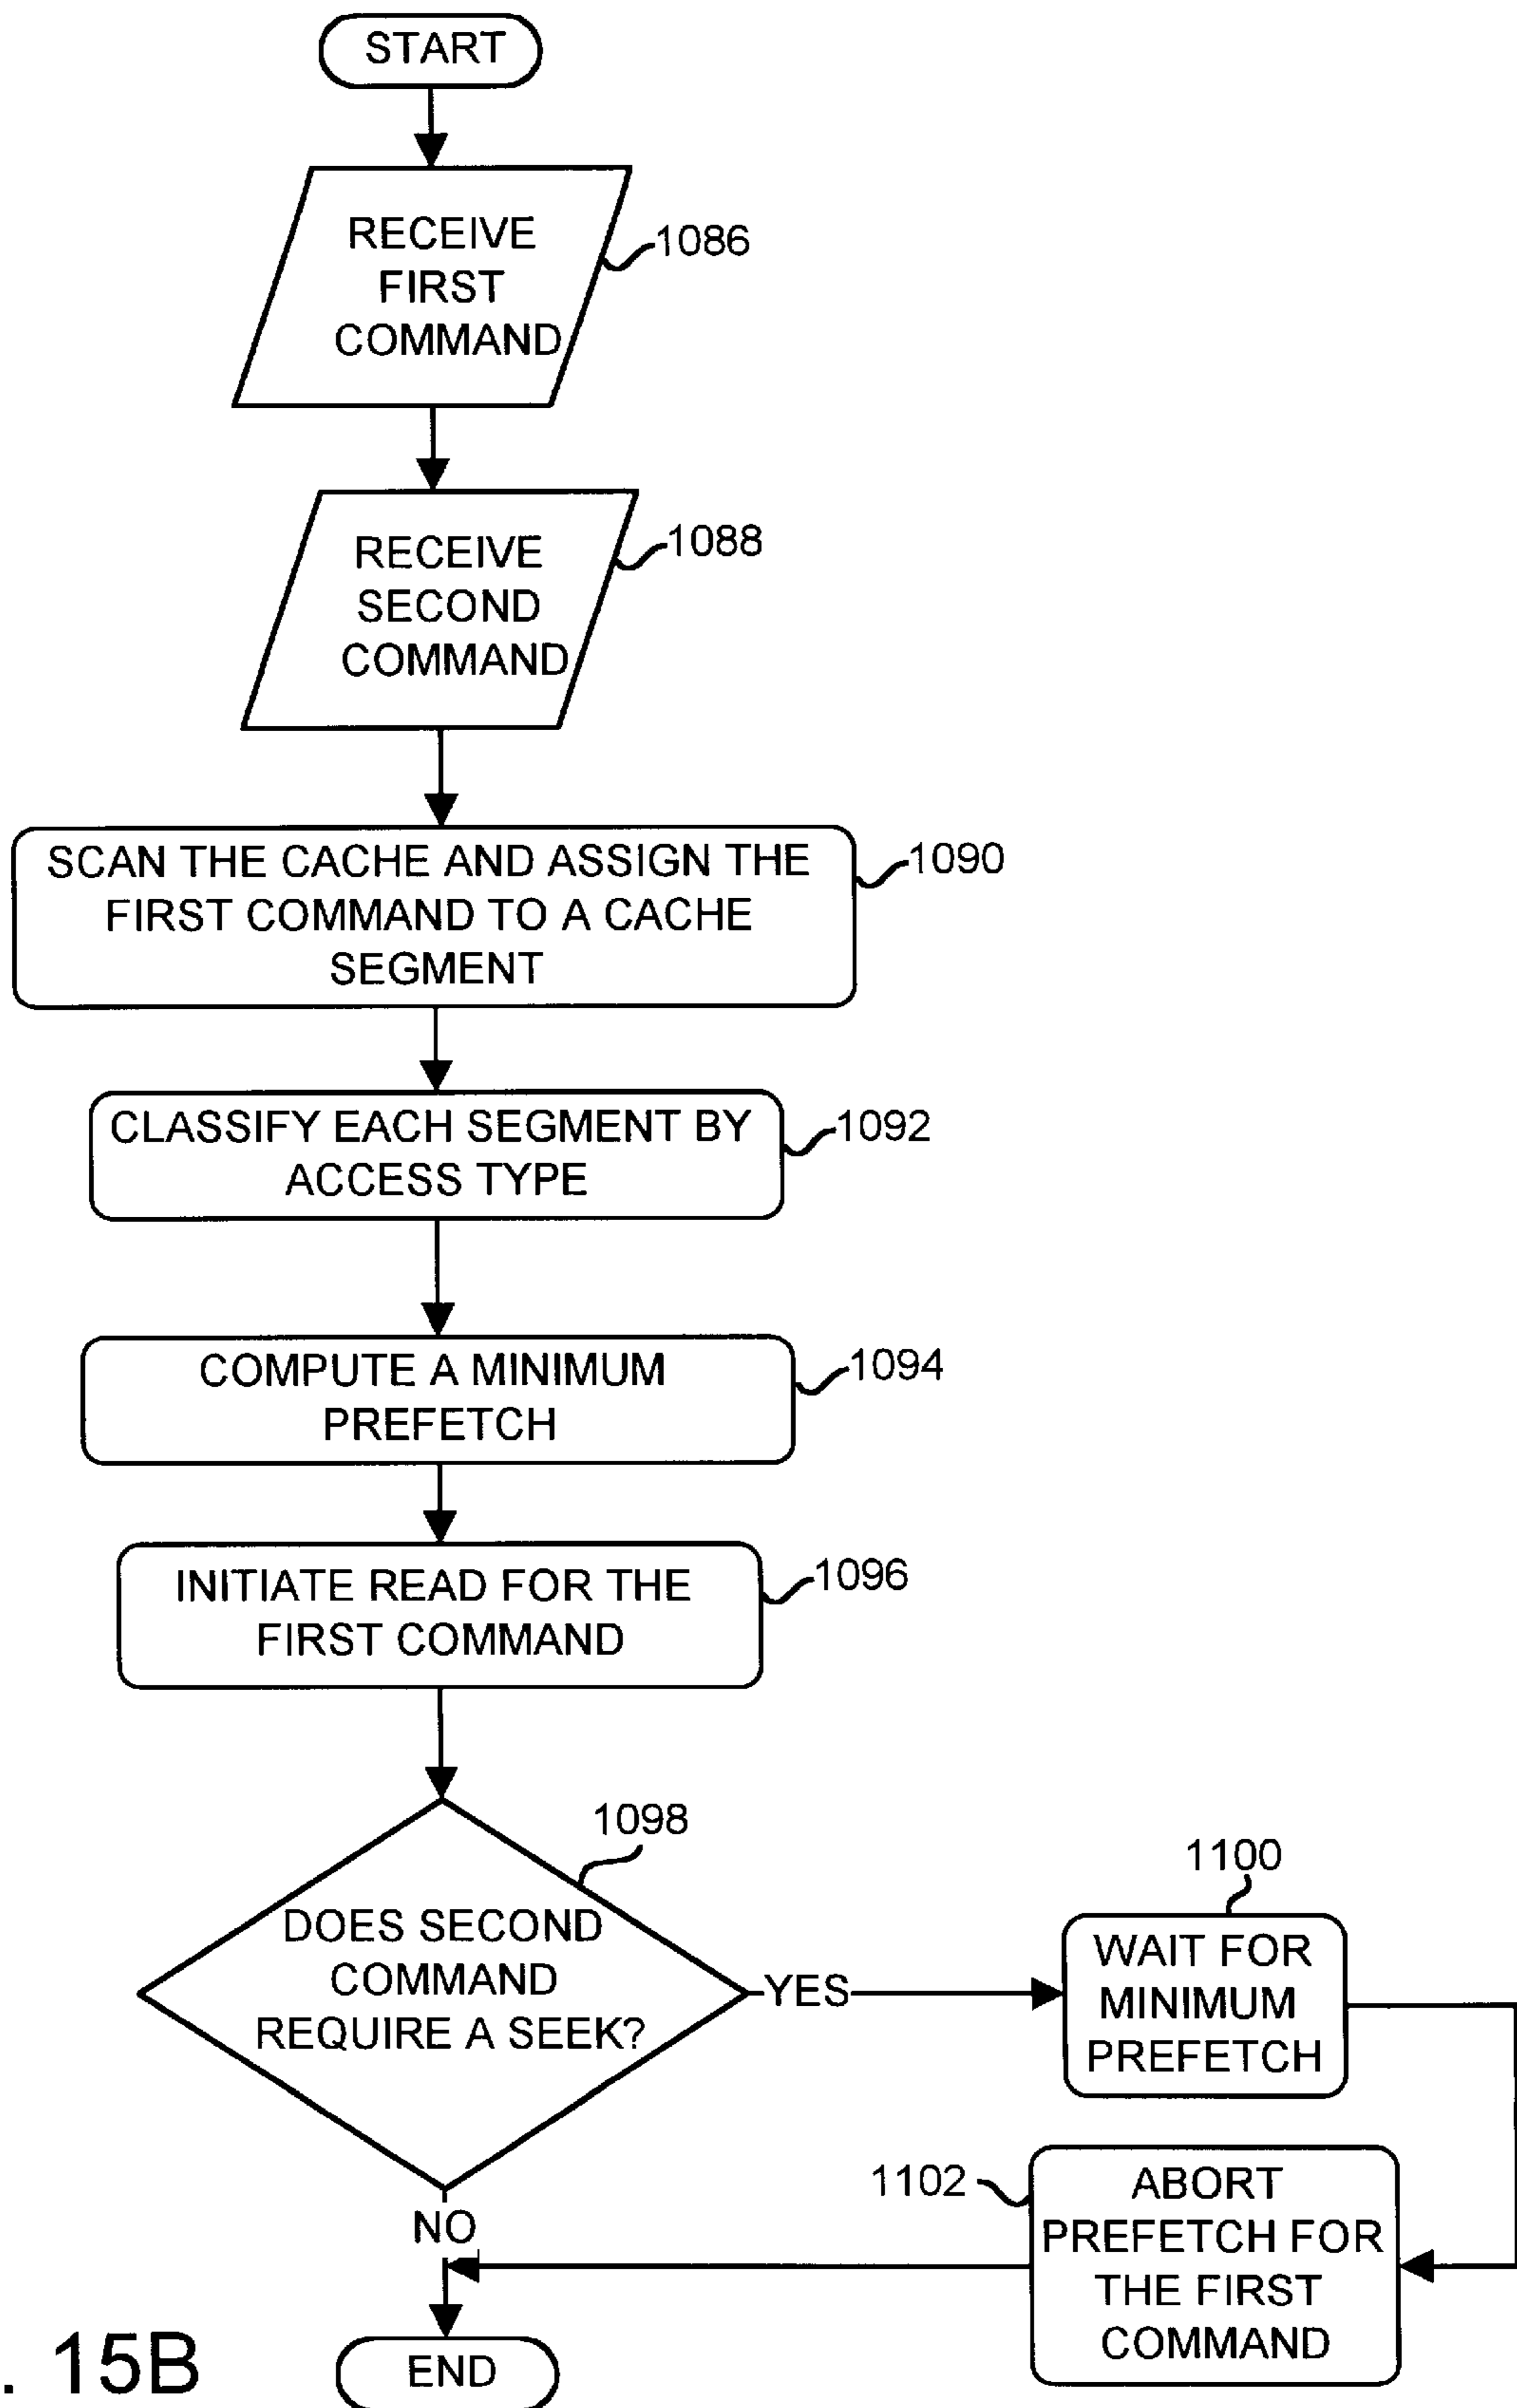 START
RECEIVE
FIRST
COMMAND
1086
RECEIVE
SECOND
COMMAND
1088
SCAN THE CACHE AND ASSIGN THE
FIRST COMMAND TO A CACHE
SEGMENT
1090
CLASSIFY EACH SEGMENT BY
ACCESS TYPE
1092
COMPUTE A MINIMUM
PREFETCH
1094
INITIATE READ FOR THE
FIRST COMMAND
1096
1098
DOES SECOND
COMMAND
REQUIRE A SEEK?
YES
1100
WAIT FOR
MINIMUM
PREFETCH
1102
ABORT
PREFETCH FOR
THE FIRST
COMMAND
NO
END
. 15B